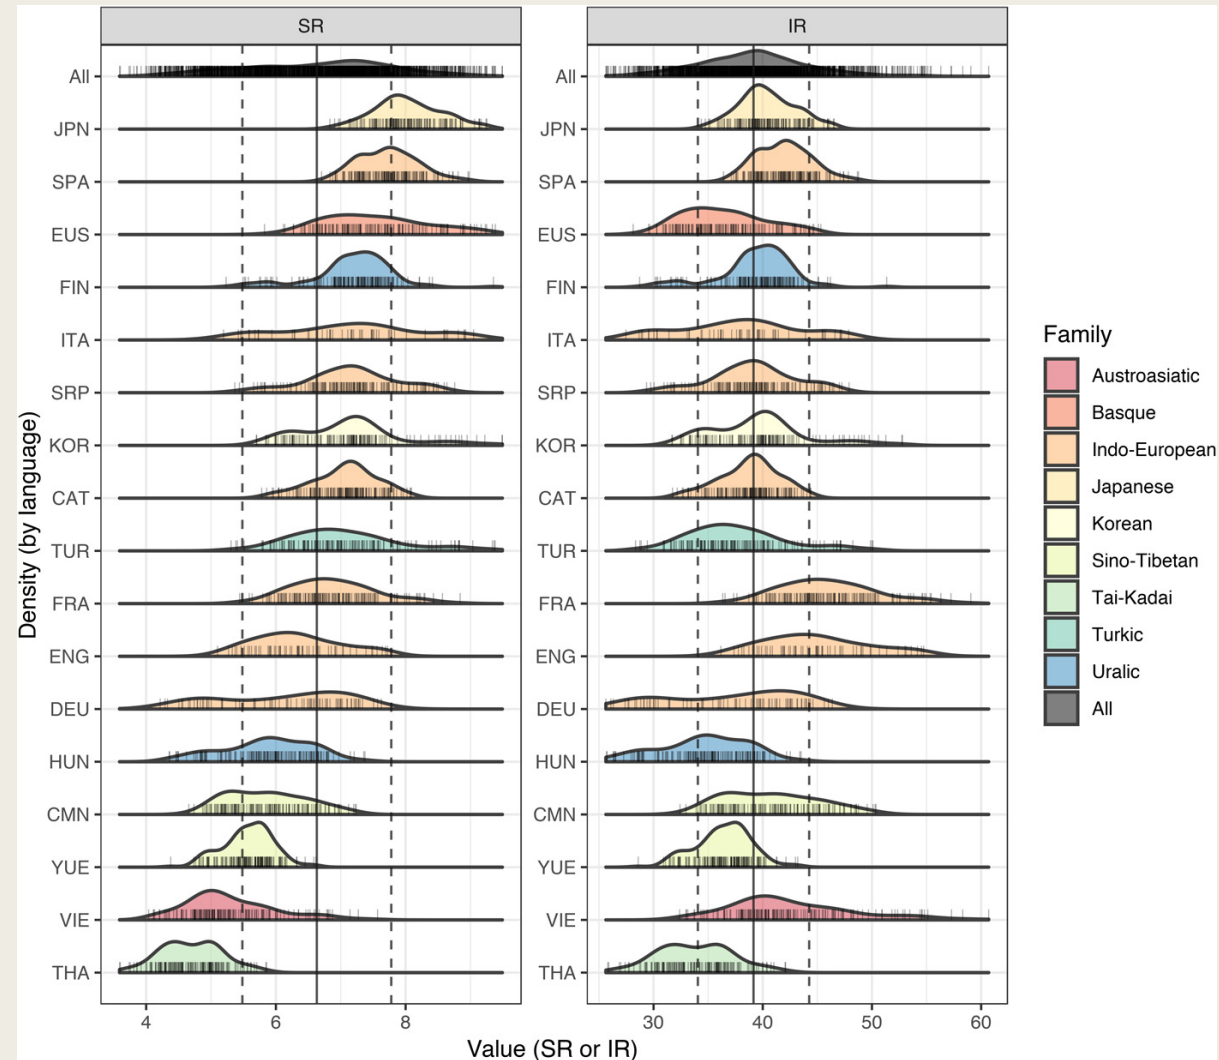 SR
IR
All
JPN
SPA
EUS
FIN
ITA
SRP
KOR
CAT
TUR
FRA
ENG
DEU
HUN
CMN
YUE
VIE
THA
All
JPN
SPA
EUS
FIN
ITA
SRP
KOR
CAT
TUR
FRA
ENG
DEU
HUN
CMN
YUE
VIE
THA
4 6 8
30 40 50 60
Density (by language)
Value (SR or IR)
Family
Austroasiatic
Basque
Indo-European
Japanese
Korean
Sino-Tibetan
Tai-Kadai
Turkic
Uralic
All